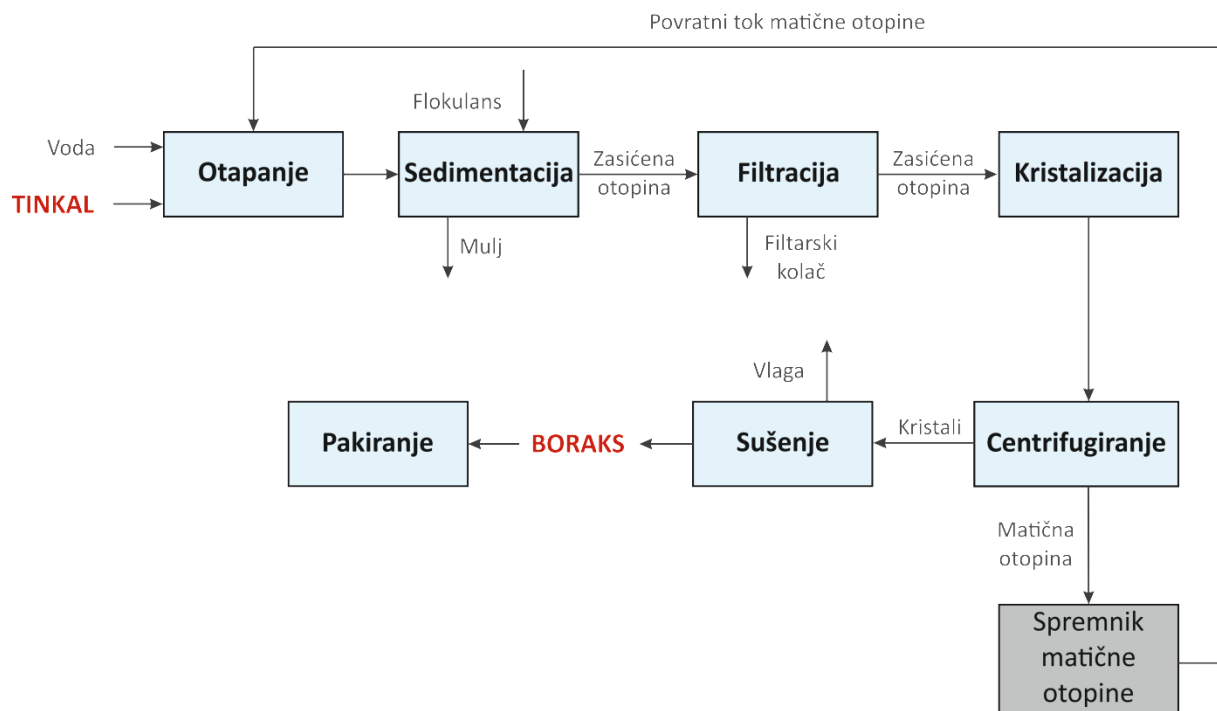 Povratni tok matične otopine
Flokulans
Voda
TINKAL
Otapanje
Sedimentacija
Zasićena
otopina
Filtracija
Zasićena
otopina
Kristalizacija
Mulj
Filtarski
kolač
Vlaga
Pakiranje
BORAKS
Sušenje
Kristali
Centrifugiranje
Matična
otopina
Spremnik
matične
otopine